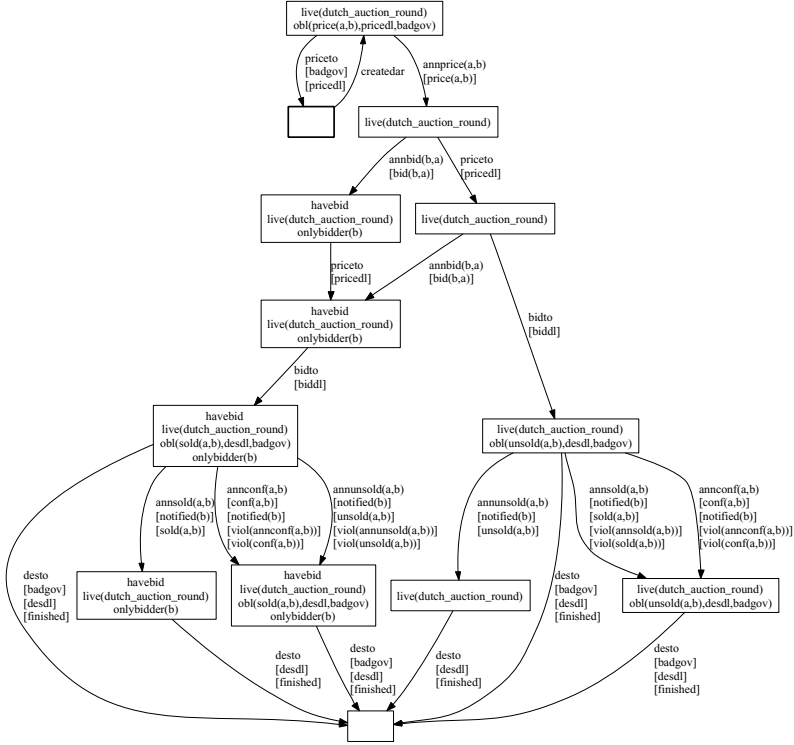 live(dutch_auction_round)
obl(price(a,b),pricedl,badgov)
priceto
[badgov]
[pricedl]
createdar
annprice(a,b)
[price(a,b)]
live(dutch_auction_round)
annbid(b,a)
[bid(b,a)]
priceto
[pricedl]
havebid
live(dutch_auction_round)
onlybidder(b)
live(dutch_auction_round)
priceto
[pricedl]
annbid(b,a)
[bid(b,a)]
havebid
live(dutch_auction_round)
onlybidder(b)
bidto
[biddl]
bidto
[biddl]
havebid
live(dutch_auction_round)
obl(sold(a,b),desdl,badgov)
onlybidder(b)
live(dutch_auction_round)
obl(unsold(a,b),desdl,badgov)
annsold(a,b)
[notified(b)]
[sold(a,b)]
annconf(a,b)
[conf(a,b)]
[notified(b)]
[viol(annconf(a,b))]
[viol(conf(a,b))]
annunsold(a,b)
[notified(b)]
[unsold(a,b)]
[viol(annunsold(a,b))]
[viol(unsold(a,b))]
annunsold(a,b)
[notified(b)]
[unsold(a,b)]
annsold(a,b)
[notified(b)]
[sold(a,b)]
[viol(annsold(a,b))]
[viol(sold(a,b))]
annconf(a,b)
[conf(a,b)]
[notified(b)]
[viol(annconf(a,b))]
[viol(conf(a,b))]
desto
[badgov]
[desdl]
[finished]
havebid
live(dutch_auction_round)
onlybidder(b)
havebid
live(dutch_auction_round)
obl(sold(a,b),desdl,badgov)
onlybidder(b)
live(dutch_auction_round)
desto
[badgov]
[desdl]
[finished]
live(dutch_auction_round)
obl(unsold(a,b),desdl,badgov)
desto
[desdl]
[finished]
desto
[badgov]
[desdl]
[finished]
desto
[desdl]
[finished]
desto
[badgov]
[desdl]
[finished]